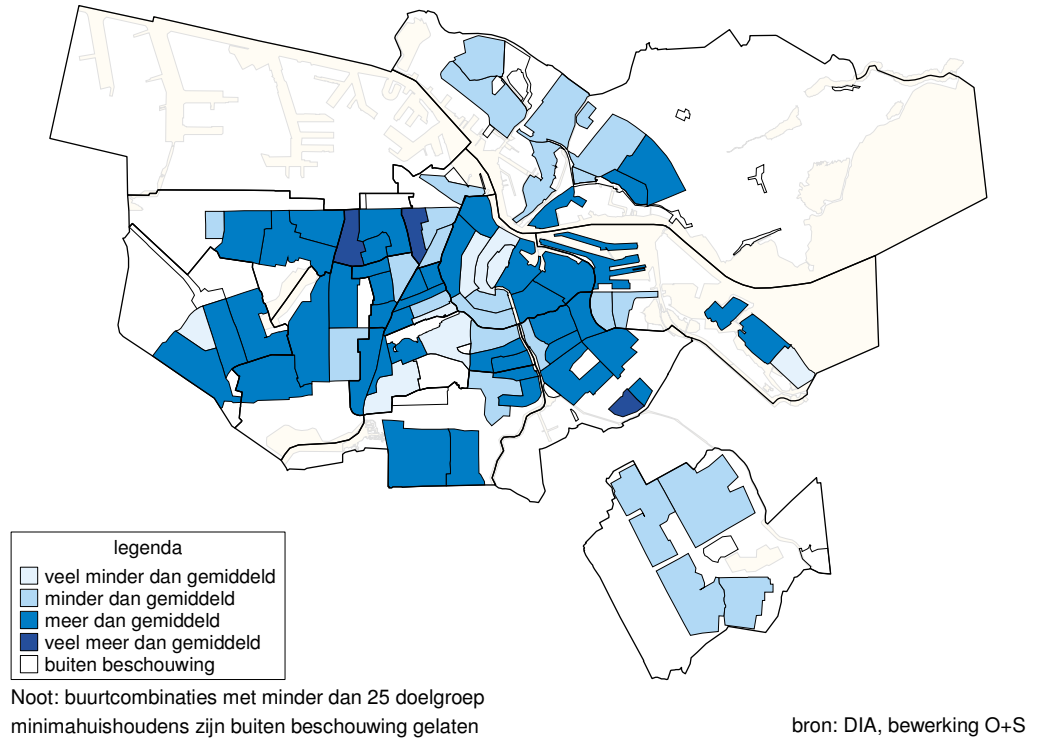 legenda
veel minder dan gemiddeld
minder dan gemiddeld
meer dan gemiddeld
veel meer dan gemiddeld
buiten beschouwing
Noot: buurtcombinaties met minder dan 25 doelgroep
minimahuishoudens zijn buiten beschouwing gelaten
bron: DIA, bewerking O+S